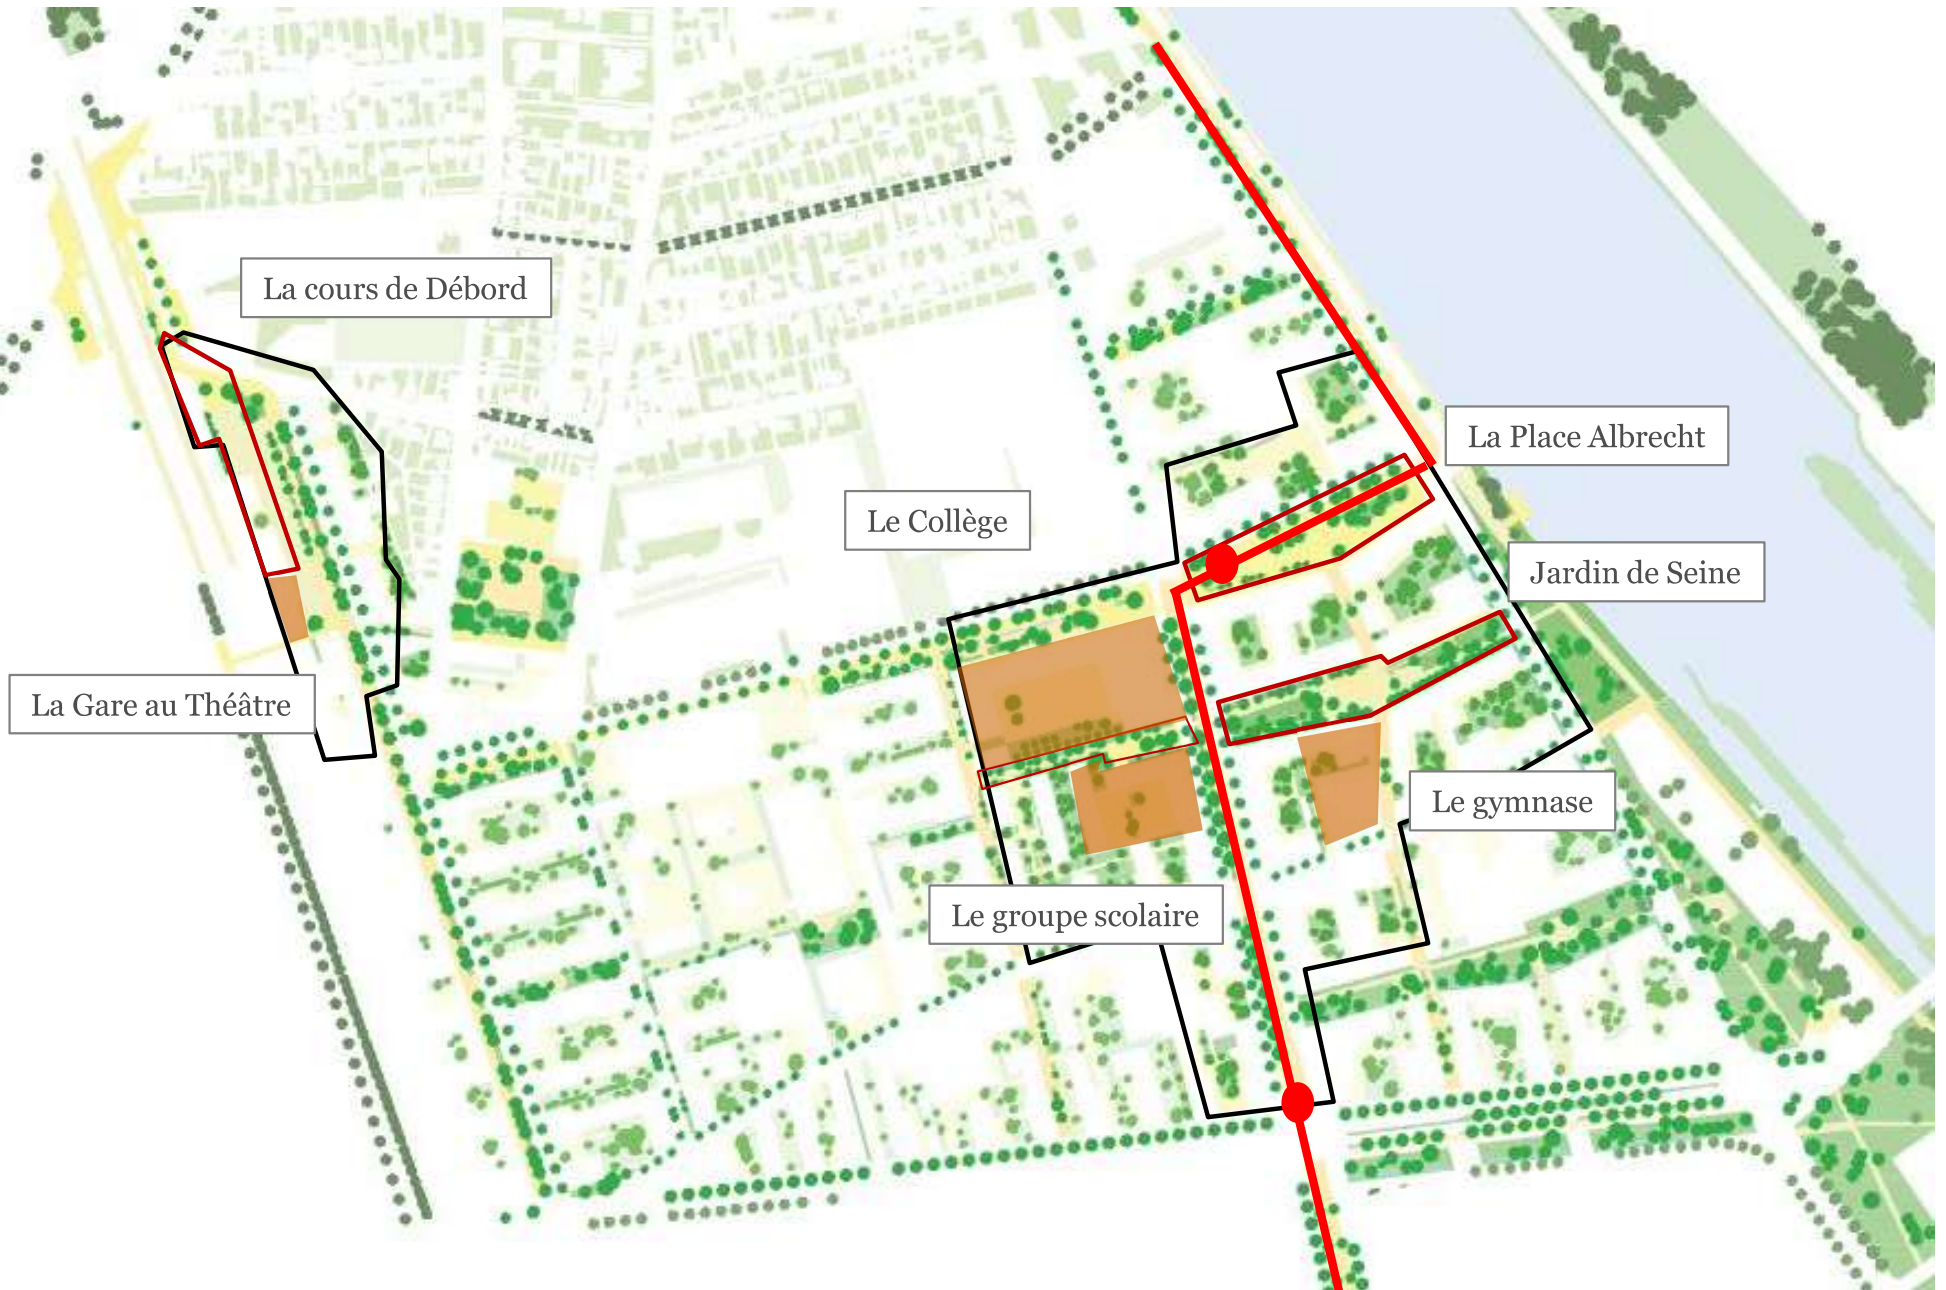 La cours de Débord
La Place Albrecht
Le Collège
Jardin de Seine
La Gare au Théâtre
Le gymnase
Le groupe scolaire